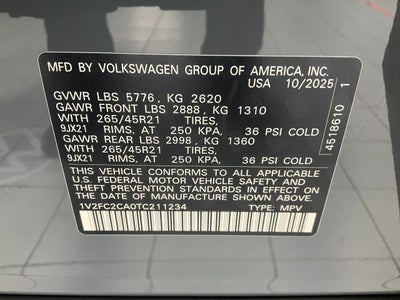 MFD BY VOLKSWAGEN GROUP OF AMERICA, INC.
USA 10/2025
GVWR LBS 5776, KG 2620
GAWR FRONT LBS 2888, KG 1310
WITH 265/45R21 TIRES,
9JX21 RIMS, AT 250 KPA, 36 PSI COLD
GAWR REAR LBS 2998, KG 1360
WITH 265/45R21 TIRES,
9JX21 RIMS, AT 250 KPA, 36 PSI COLD
THIS VEHICLE CONFORMS TO ALL APPLICABLE
U.S. FEDERAL MOTOR VEHICLE SAFETY AND
THEFT PREVENTION STANDARDS IN EFFECT ON
THE DATE OF MANUFACTURE SHOWN ABOVE.
1V2FC2CA0TC211234 TYPE: MPV
4518610 1